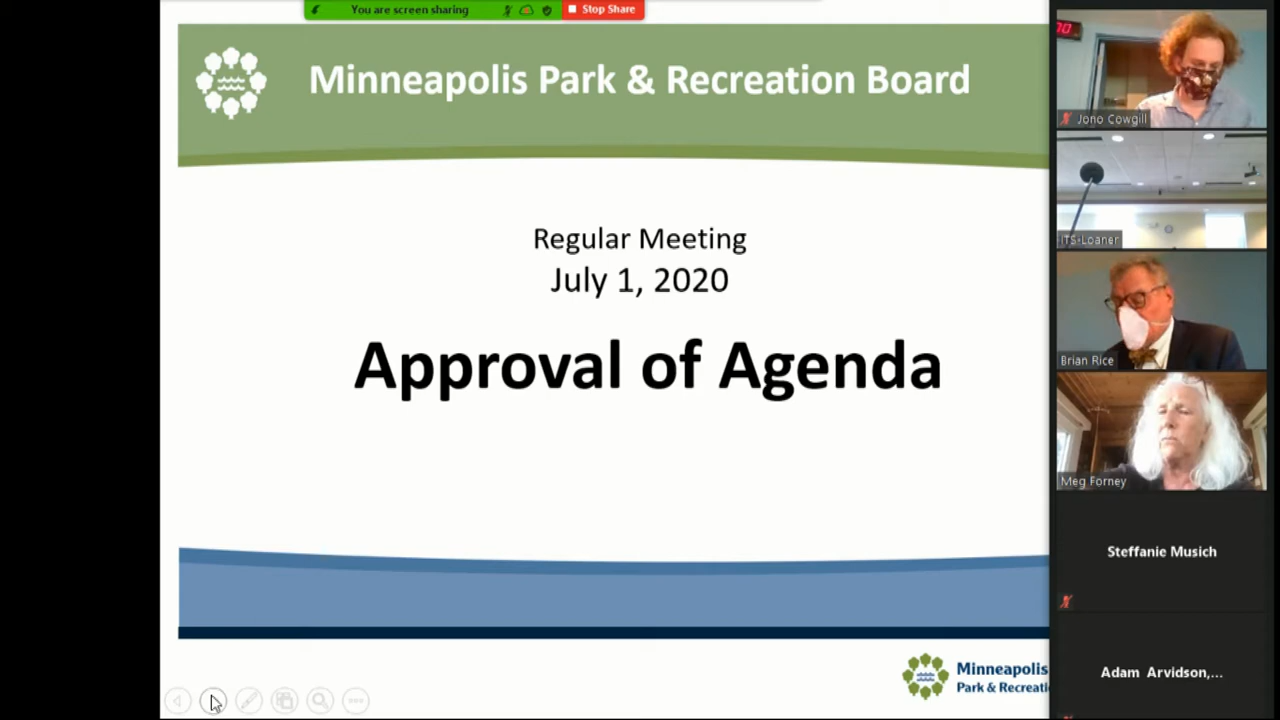 You are screen sharing
Stop Share
Minneapolis Park & Recreation Board
Regular Meeting
July 1, 2020
Approval of Agenda
Minneapolis
Park & Recreati
Jono Cowgill
ITS-Loaner
Brian Rice
Meg Forney
Steffanie Musich
Adam Arvidson,...